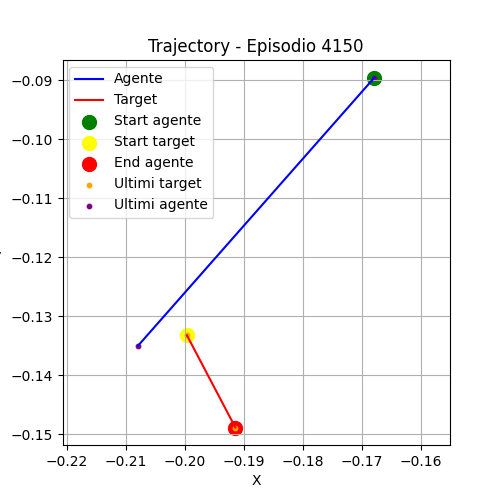 Trajectory - Episodio 4150
Agente
Target
Start agente
Start target
End agente
Ultimi target
Ultimi agente
−0.09
−0.10
−0.11
−0.12
−0.13
−0.14
−0.15
−0.22 −0.21 −0.20 −0.19 −0.18 −0.17 −0.16
X